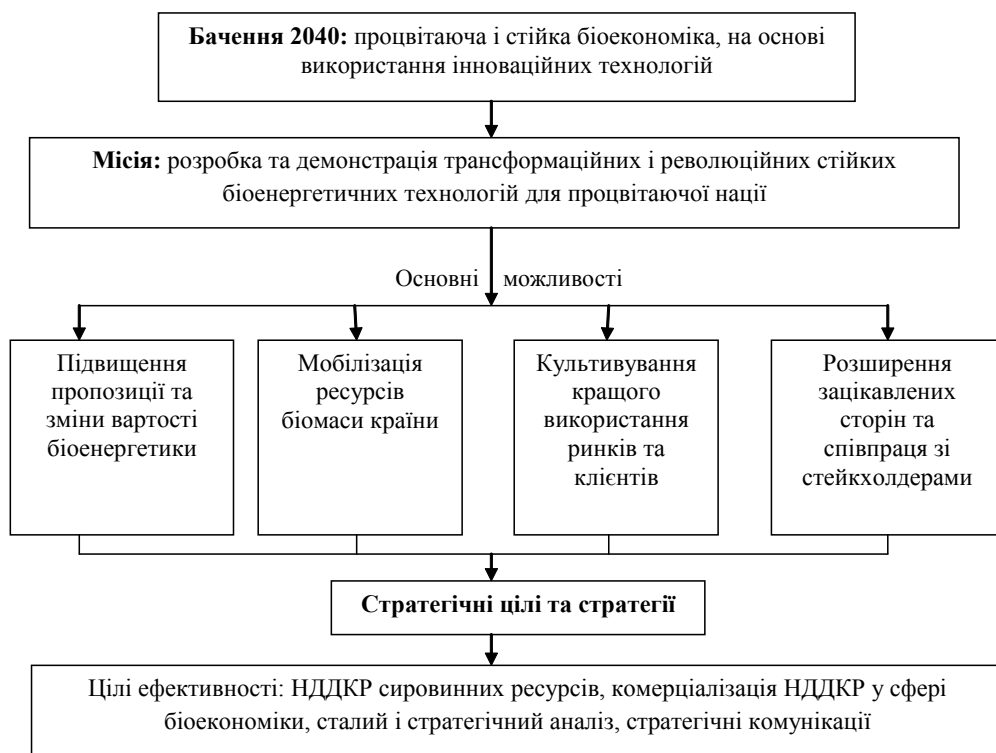 Бачення 2040: процвітаюча і стійка біоекономіка, на основі
використання інноваційних технологій
Місія: розробка та демонстрація трансформаційних і революційних стійких
біоенергетичних технологій для процвітаючої нації
Основні можливості
Підвищення
пропозиції та
зміни вартості
біоенергетики
Мобілізація
ресурсів
біомаси країни
Культивування
кращого
використання
ринків та
клієнтів
Розширення
зацікавлених
сторін та
співпраця зі
стейкхолдерами
Стратегічні цілі та стратегії
Цілі ефективності: НДДКР сировинних ресурсів, комерціалізація НДДКР у сфері
біоекономіки, сталий і стратегічний аналіз, стратегічні комунікації